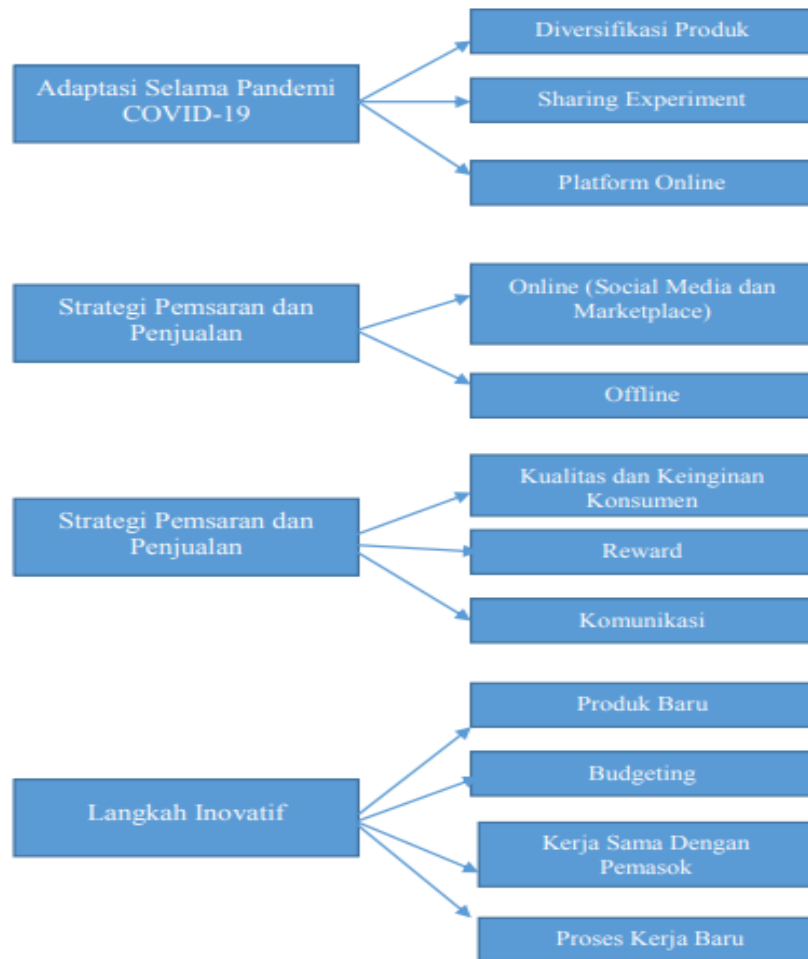 Adaptasi Selama Pandemi
COVID-19
Diversifikasi Produk
Sharing Experiment
Platform Online
Strategi Pemsaran dan
Penjualan
Online (Social Media dan
Marketplace)
Offline
Strategi Pemsaran dan
Penjualan
Kualitas dan Keinginan
Konsumen
Reward
Komunikasi
Langkah Inovatif
Produk Baru
Budgeting
Kerja Sama Dengan
Pemasok
Proses Kerja Baru